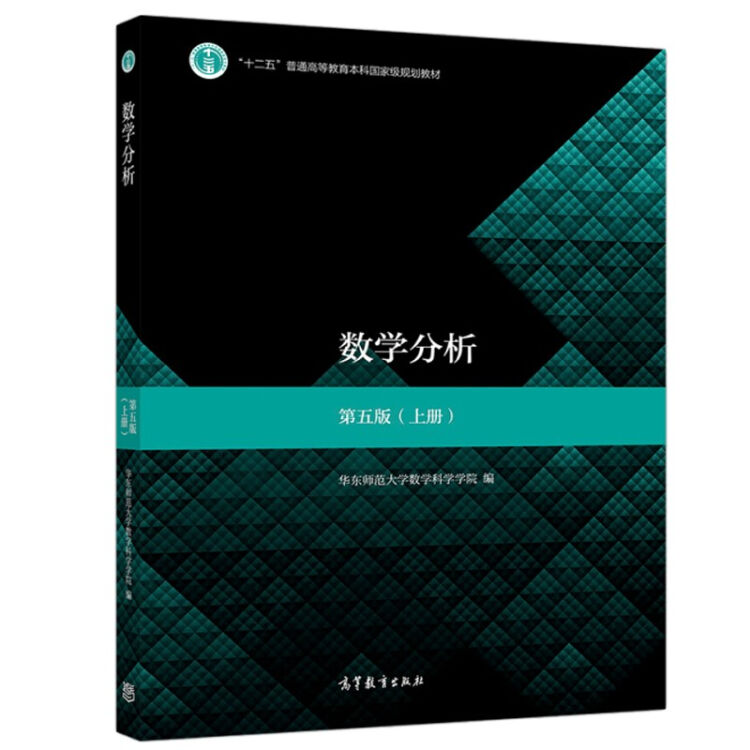 “十二五”普通高等教育本科国家级规划教材
数学分析
第五版（上册）
华东师范大学数学科学学院 编
高等教育出版社
数学分析
第五版
（上册）
华东师范大学数学科学学院 编